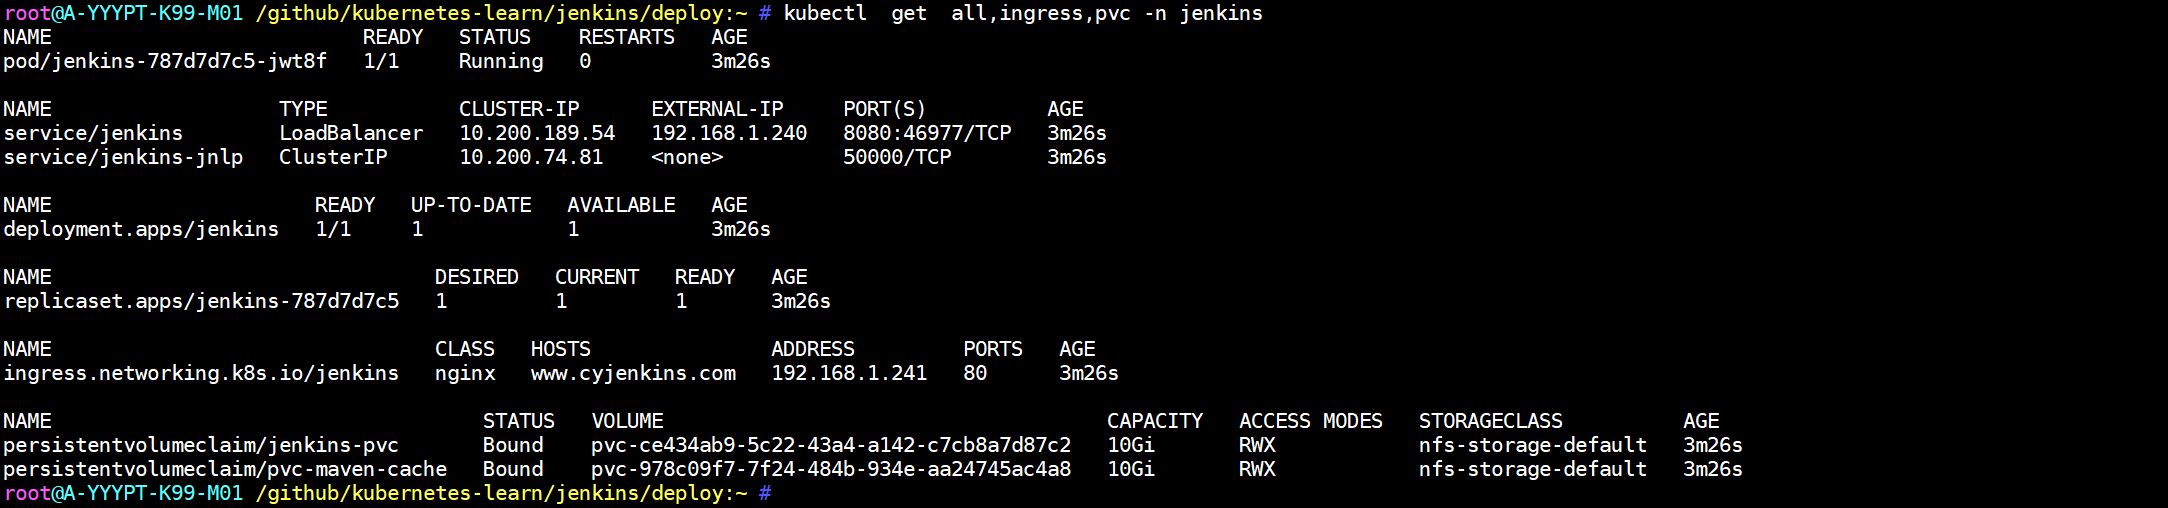 root@A-YYYPT-K99-M01 /github/kubernetes-learn/jenkins/deploy:~ # kubectl  get  all,ingress,pvc -n jenkins
NAME                          READY   STATUS    RESTARTS   AGE
pod/jenkins-787d7d7c5-jwt8f   1/1     Running   0          3m26s

NAME                   TYPE           CLUSTER-IP      EXTERNAL-IP     PORT(S)          AGE
service/jenkins        LoadBalancer   10.200.189.54   192.168.1.240   8080:46977/TCP   3m26s
service/jenkins-jnlp   ClusterIP      10.200.74.81    <none>          50000/TCP        3m26s

NAME                      READY   UP-TO-DATE   AVAILABLE   AGE
deployment.apps/jenkins   1/1     1            1           3m26s

NAME                                DESIRED   CURRENT   READY   AGE
replicaset.apps/jenkins-787d7d7c5   1         1         1       3m26s

NAME                                CLASS   HOSTS               ADDRESS         PORTS   AGE
ingress.networking.k8s.io/jenkins   nginx   www.cyjenkins.com   192.168.1.241   80      3m26s

NAME                                    STATUS   VOLUME                                     CAPACITY   ACCESS MODES   STORAGECLASS          AGE
persistentvolumeclaim/jenkins-pvc       Bound    pvc-ce434ab9-5c22-43a4-a142-c7cb8a7d87c2   10Gi       RWX            nfs-storage-default   3m26s
persistentvolumeclaim/pvc-maven-cache   Bound    pvc-978c09f7-7f24-484b-934e-aa24745ac4a8   10Gi       RWX            nfs-storage-default   3m26s
root@A-YYYPT-K99-M01 /github/kubernetes-learn/jenkins/deploy:~ #